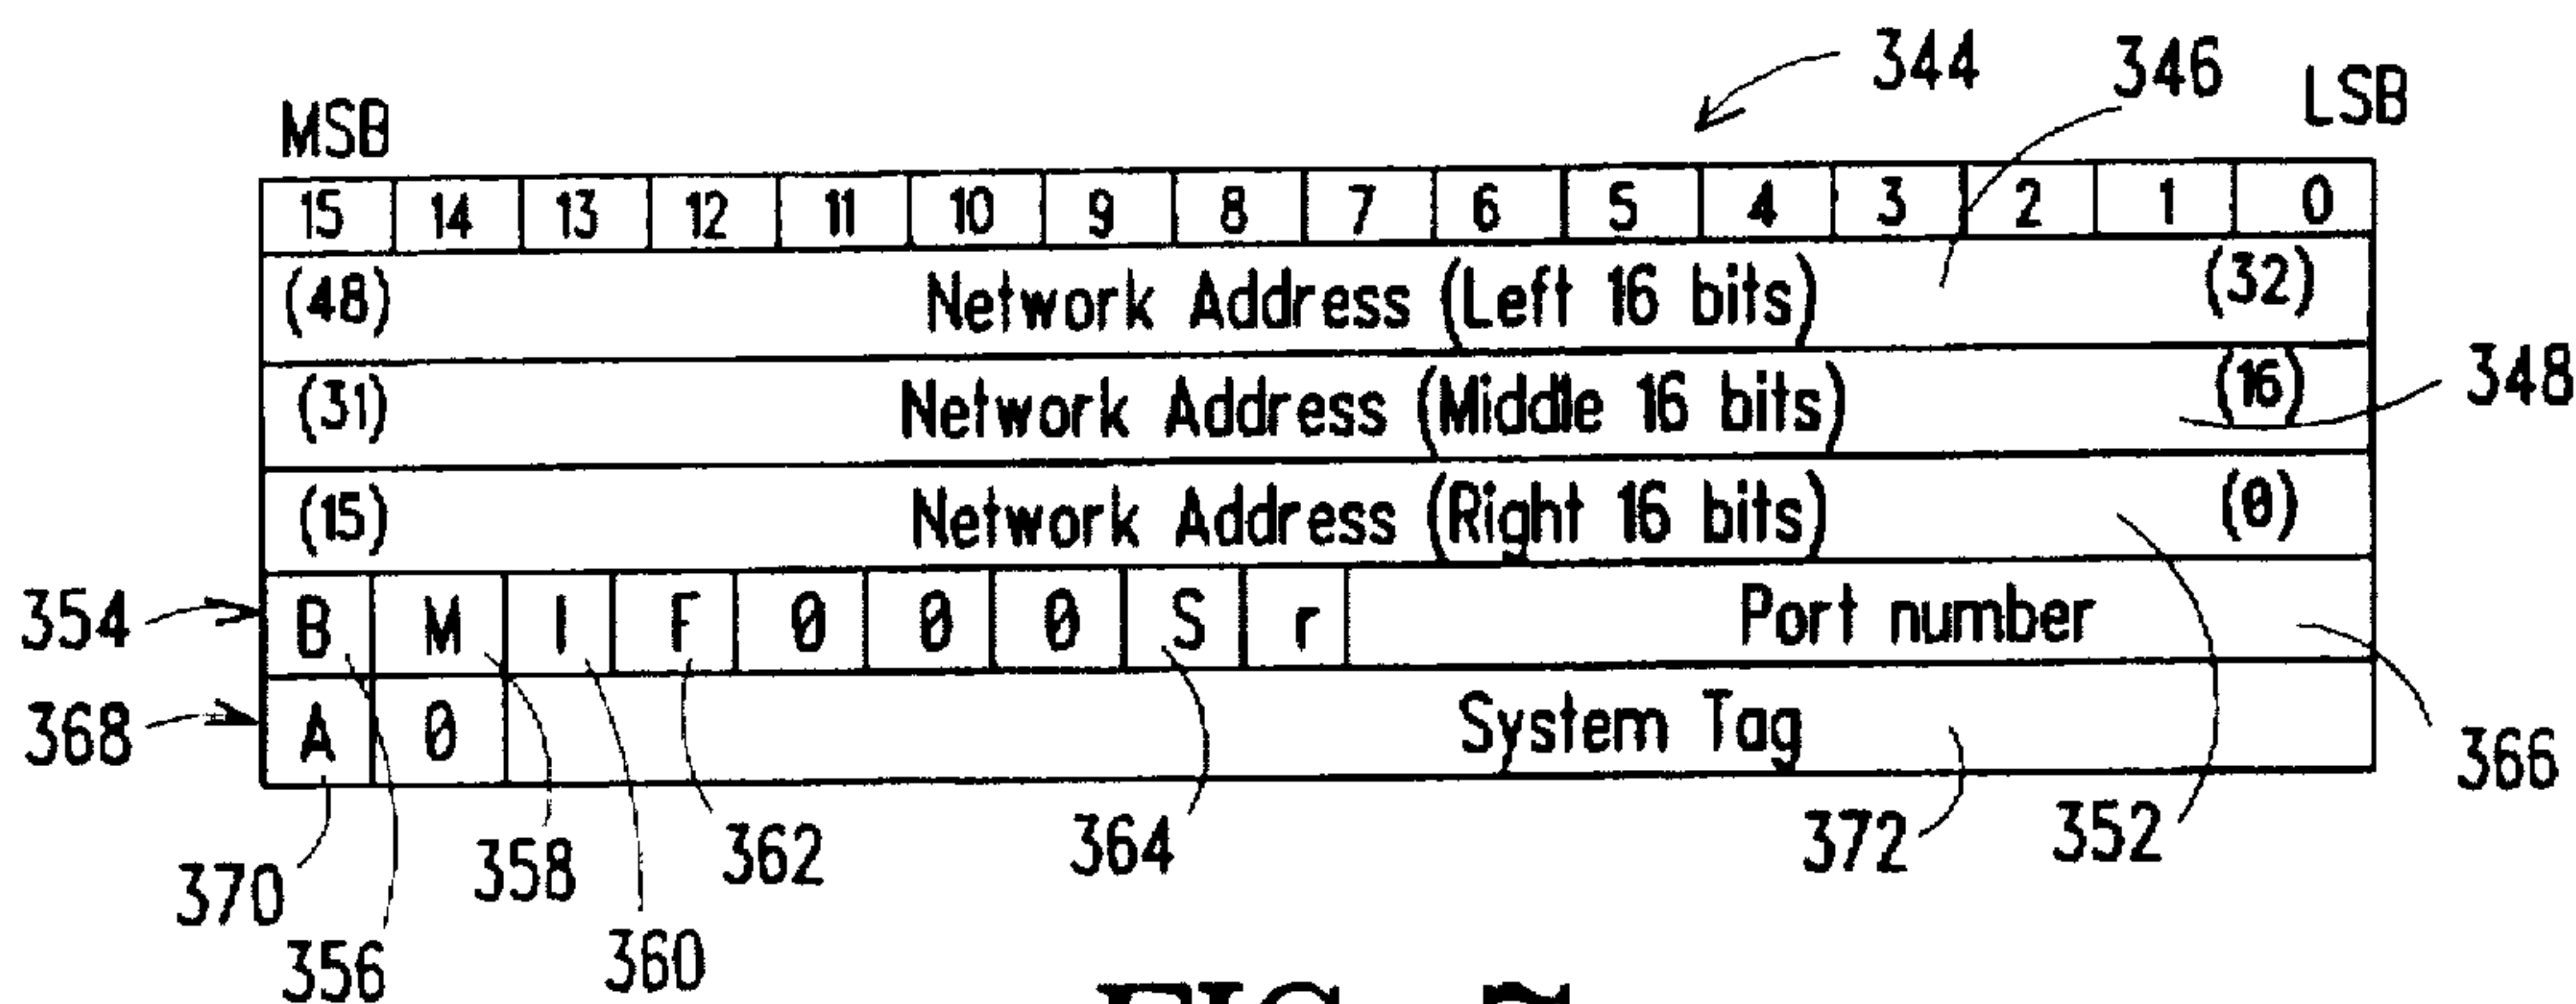 344 346
MSB LSB
15 14 13 12 11 10 9 8 7 6 5 4 3 2 1 0
(48) Network Address (Left 16 bits) (32)
(31) Network Address (Middle 16 bits) (16) 348
(15) Network Address (Right 16 bits) (0)
354 B M I F 0 0 0 S r Port number
368 A 0 System Tag
366
370 358 362 364 372 352
356 360